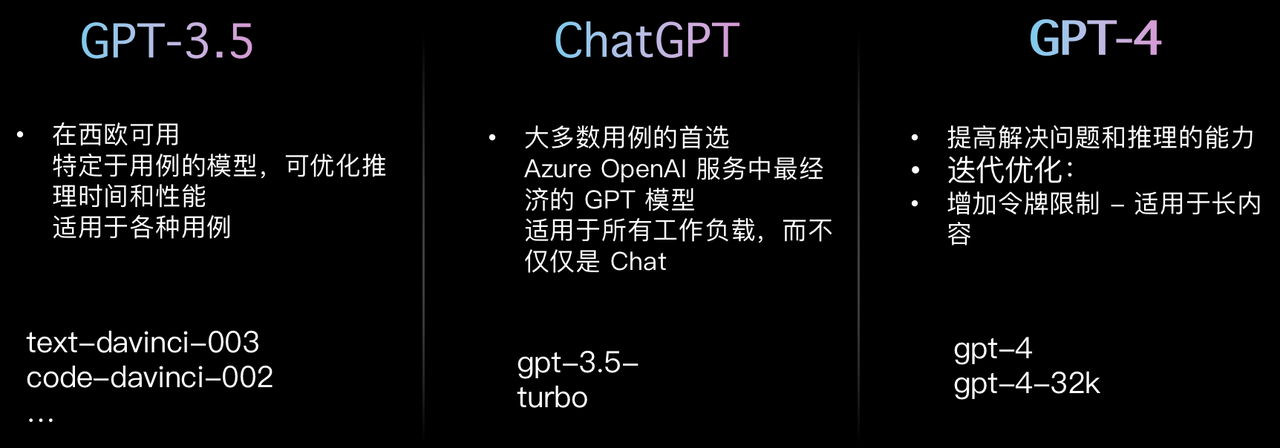 GPT-3.5
• 在西欧可用
特定于用例的模型，可优化推
理时间和性能
适用于各种用例
text-davinci-003
code-davinci-002
...
ChatGPT
• 大多数用例的首选
Azure OpenAI 服务中最经
济的 GPT 模型
适用于所有工作负载，而不
仅仅是 Chat
gpt-3.5-
turbo
GPT-4
• 提高解决问题和推理的能力
• 迭代优化：
• 增加令牌限制 – 适用于长内
容
gpt-4
gpt-4-32k